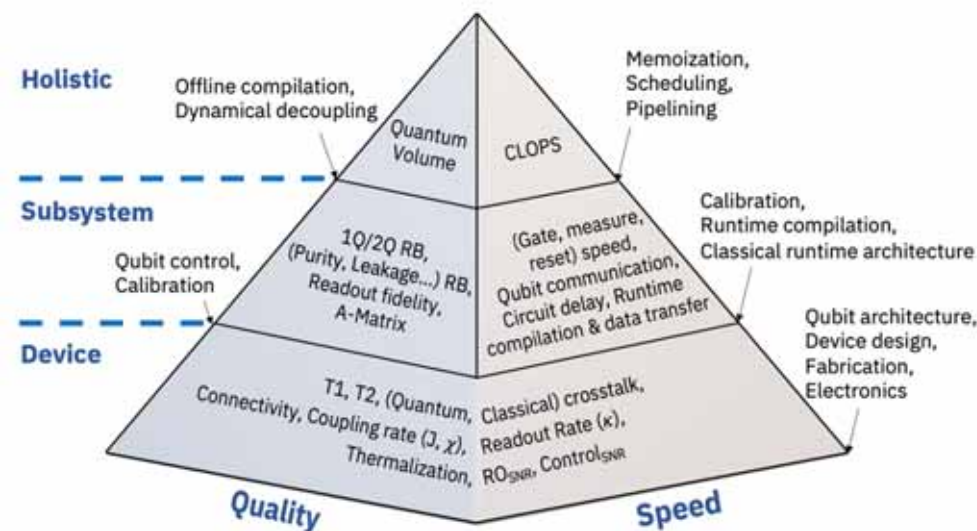 Holistic
Offline compilation,
Dynamical decoupling
Quantum
Volume
CLOPS
Memoization,
Scheduling,
Pipelining
Subsystem
Qubit control,
Calibration
1Q/2Q RB,
(Purity, Leakage...) RB,
Readout fidelity,
A-Matrix
(Gate, measure,
reset) speed,
Qubit communication,
Circuit delay, Runtime
compilation & data transfer
Calibration,
Runtime compilation,
Classical runtime architecture
Device
T1, T2, (Quantum, Classical) crosstalk,
Connectivity, Coupling rate (J, χ), Readout Rate (κ),
Thermalization, RO_SNR, Control_SNR
Qubit architecture,
Device design,
Fabrication,
Electronics
Quality
Speed